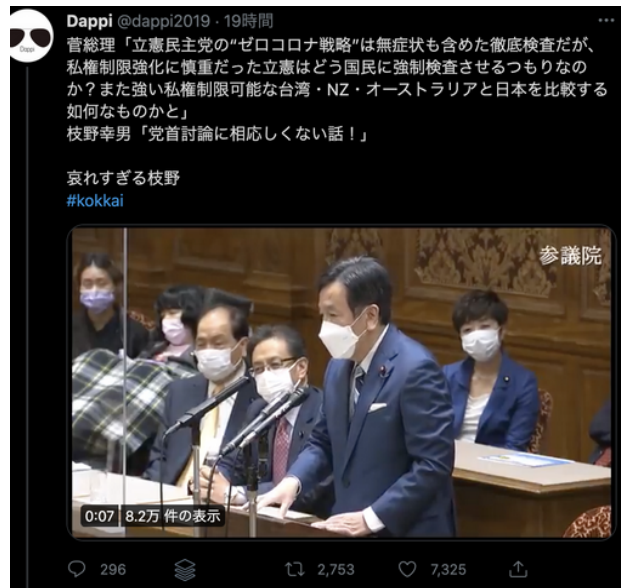 Dappi
Dappi @dappi2019・19時間
菅総理「立憲民主党の“ゼロコロナ戦略”は無症状も含めた徹底検査だが、
私権制限強化に慎重だった立憲はどう国民に強制検査させるつもりなの
か？また強い私権制限可能な台湾・NZ・オーストラリアと日本を比較する
如何なものかと」
枝野幸男「党首討論に相応しくない話！」
哀れすぎる枝野
#kokkai
参議院
0:07 8.2万 件の表示
296 2,753 7,325